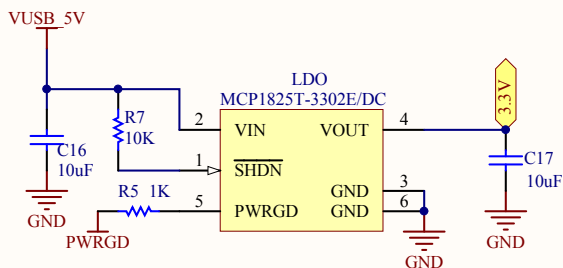 VUSB_5V
LDO
MCP1825T-3302E/DC
R7
10K
C16
10uF
GND
2
VIN
1
SHDN
R5 1K
5
PWRGD
PWRGD
VOUT
4
GND
3
GND
6
GND
3.3V
C17
10uF
GND